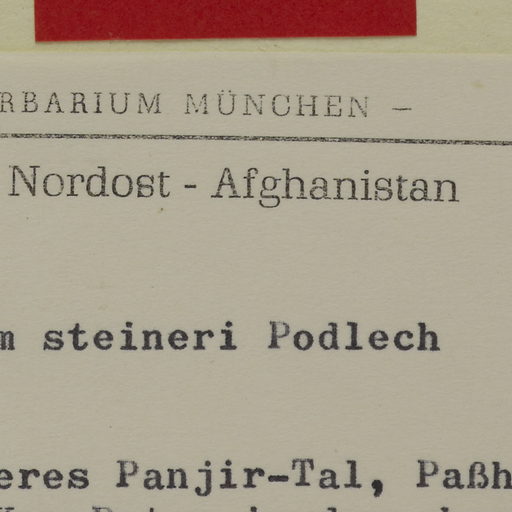 RBARIUM MÜNCHEN –
Nordost - Afghanistan
m steineri Podlech
eres Panjir-Tal, Paßh